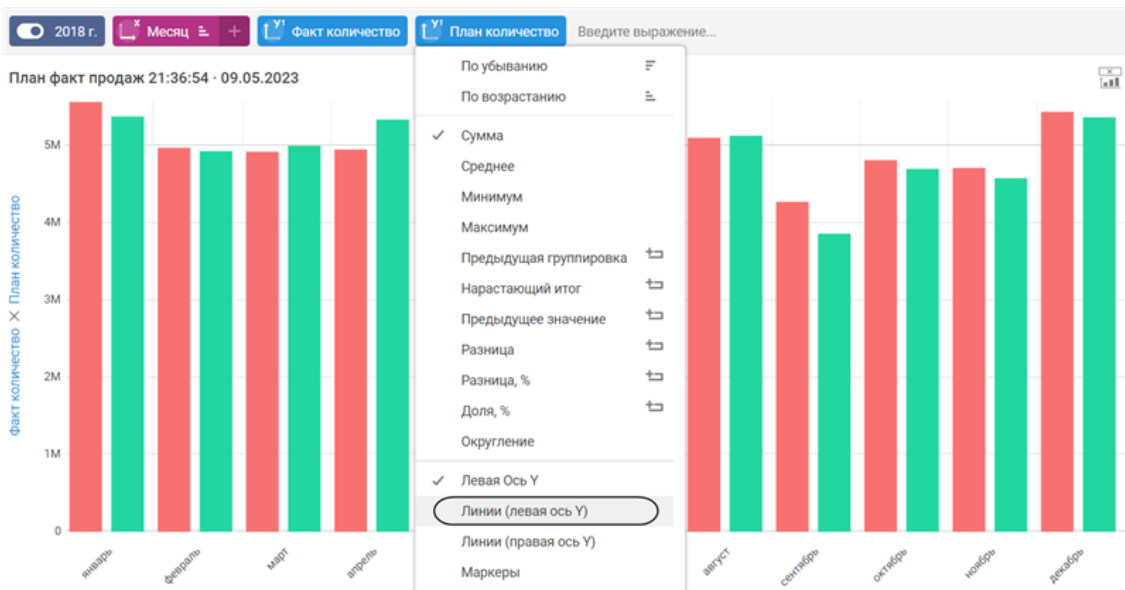 2018 г. X Месяц + Y¹ Факт количество Y¹ План количество Введите выражение...
План факт продаж 21:36:54 · 09.05.2023
По убыванию
По возрастанию
Сумма
Среднее
Минимум
Максимум
Предыдущая группировка
Нарастающий итог
Предыдущее значение
Разница
Разница, %
Доля, %
Округление
Левая Ось Y
Линии (левая ось Y)
Линии (правая ось Y)
Маркеры
5M
4M
3M
2M
1M
0
Факт количество × План количество
январь
февраль
март
апрель
август
сентябрь
октябрь
ноябрь
декабрь